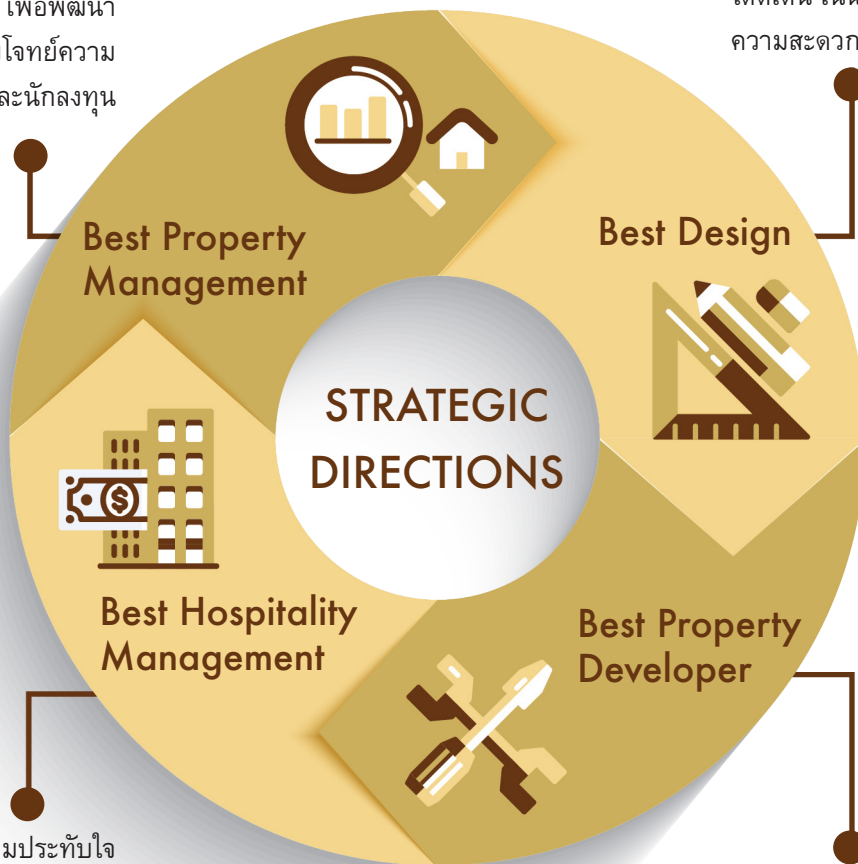 เพื่อพัฒนา
โจทย์ความ
ละนักลงทุน
ความสะดวก
Best Property
Management
Best Design
STRATEGIC
DIRECTIONS
Best Hospitality
Management
Best Property
Developer
มประทับใจ